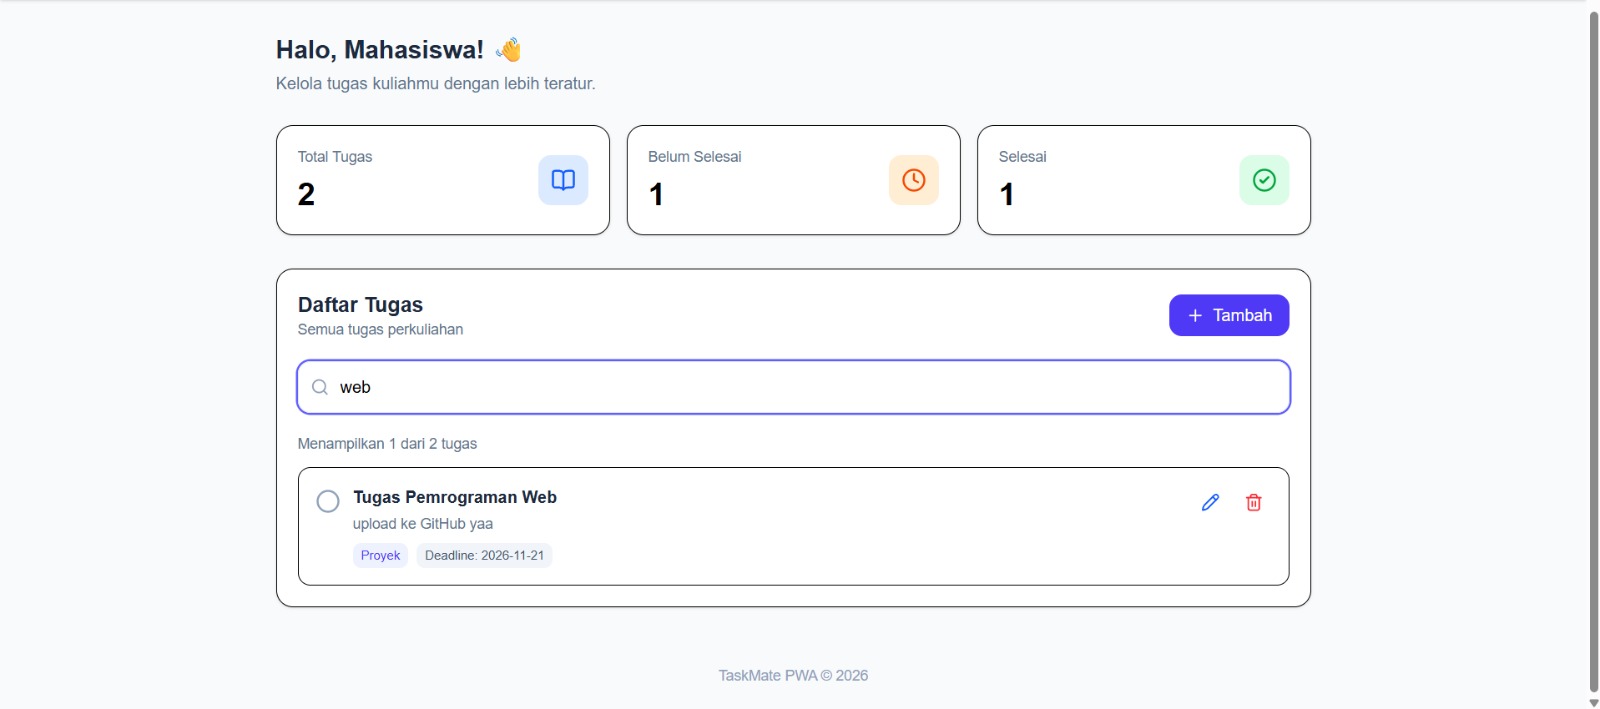 Halo, Mahasiswa! 👋
Kelola tugas kuliahmu dengan lebih teratur.
Total Tugas
2
Belum Selesai
1
Selesai
1
Daftar Tugas
Semua tugas perkuliahan
+ Tambah
web
Menampilkan 1 dari 2 tugas
Tugas Pemrograman Web
upload ke GitHub yaa
Proyek
Deadline: 2026-11-21
TaskMate PWA © 2026